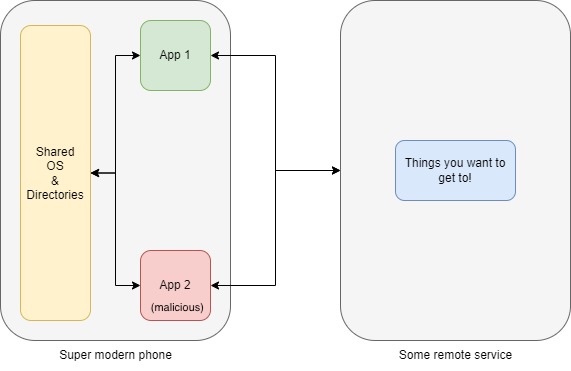 App 1
Shared
OS
&
Directories
Things you want to
get to!
App 2
(malicious)
Super modern phone
Some remote service